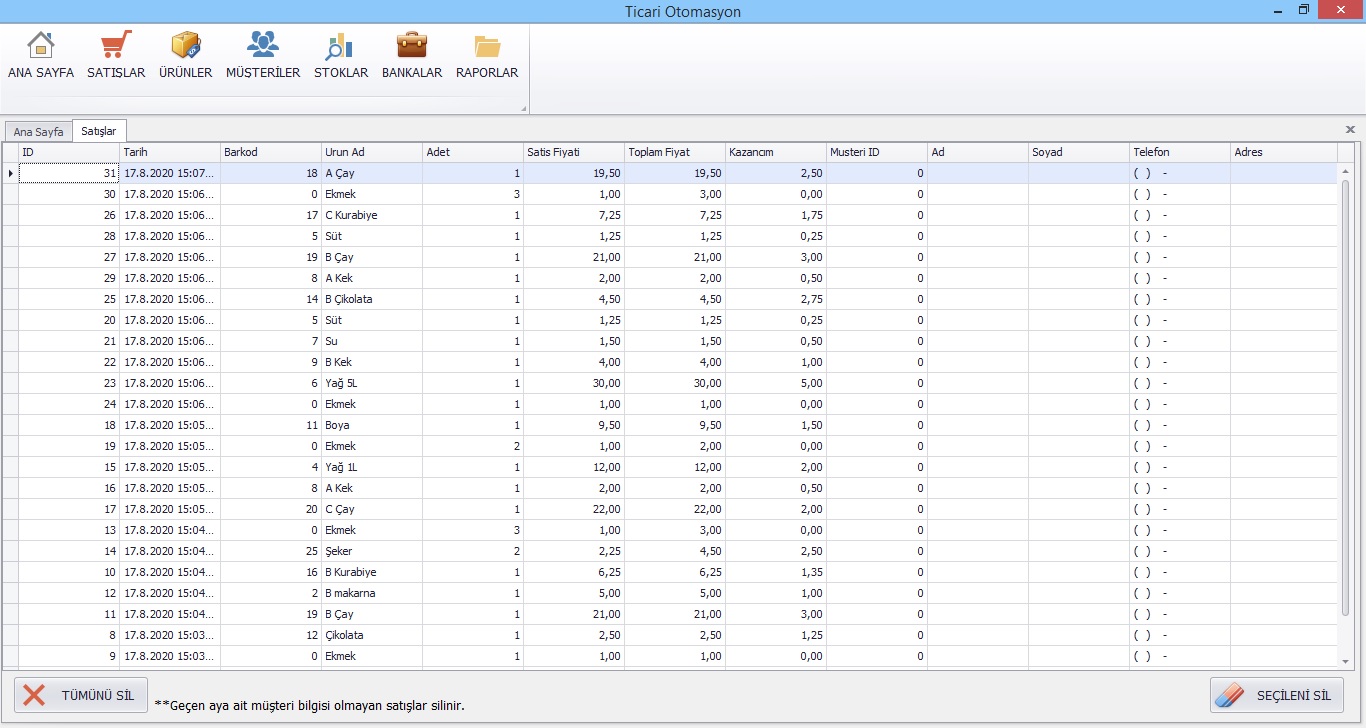 Ticari Otomasyon
ANA SAYFA SATIŞLAR ÜRÜNLER MÜŞTERİLER STOKLAR BANKALAR RAPORLAR
Ana Sayfa Satışlar
ID Tarih Barkod Urun Ad Adet Satis Fiyati Toplam Fiyat Kazancım Musteri ID Ad Soyad Telefon Adres
31 17.8.2020 15:07... 18 A Çay 1 19,50 19,50 2,50 0 ( ) -
30 17.8.2020 15:06... 0 Ekmek 3 1,00 3,00 0,00 0 ( ) -
26 17.8.2020 15:06... 17 C Kurabiye 1 7,25 7,25 1,75 0 ( ) -
28 17.8.2020 15:06... 5 Süt 1 1,25 1,25 0,25 0 ( ) -
27 17.8.2020 15:06... 19 B Çay 1 21,00 21,00 3,00 0 ( ) -
29 17.8.2020 15:06... 8 A Kek 1 2,00 2,00 0,50 0 ( ) -
25 17.8.2020 15:06... 14 B Çikolata 1 4,50 4,50 2,75 0 ( ) -
20 17.8.2020 15:06... 5 Süt 1 1,25 1,25 0,25 0 ( ) -
21 17.8.2020 15:06... 7 Su 1 1,50 1,50 0,50 0 ( ) -
22 17.8.2020 15:06... 9 B Kek 1 4,00 4,00 1,00 0 ( ) -
23 17.8.2020 15:06... 6 Yağ 5L 1 30,00 30,00 5,00 0 ( ) -
24 17.8.2020 15:06... 0 Ekmek 1 1,00 1,00 0,00 0 ( ) -
18 17.8.2020 15:05... 11 Boya 1 9,50 9,50 1,50 0 ( ) -
19 17.8.2020 15:05... 0 Ekmek 2 1,00 2,00 0,00 0 ( ) -
15 17.8.2020 15:05... 4 Yağ 1L 1 12,00 12,00 2,00 0 ( ) -
16 17.8.2020 15:05... 8 A Kek 1 2,00 2,00 0,50 0 ( ) -
17 17.8.2020 15:05... 20 C Çay 1 22,00 22,00 2,00 0 ( ) -
13 17.8.2020 15:04... 0 Ekmek 3 1,00 3,00 0,00 0 ( ) -
14 17.8.2020 15:04... 25 Şeker 2 2,25 4,50 2,50 0 ( ) -
10 17.8.2020 15:04... 16 B Kurabiye 1 6,25 6,25 1,35 0 ( ) -
12 17.8.2020 15:04... 2 B makarna 1 5,00 5,00 1,00 0 ( ) -
11 17.8.2020 15:04... 19 B Çay 1 21,00 21,00 3,00 0 ( ) -
8 17.8.2020 15:03... 12 Çikolata 1 2,50 2,50 1,25 0 ( ) -
9 17.8.2020 15:03... 0 Ekmek 1 1,00 1,00 0,00 0 ( ) -
TÜMÜNÜ SİL **Geçen aya ait müşteri bilgisi olmayan satışlar silinir. SEÇİLENİ SİL